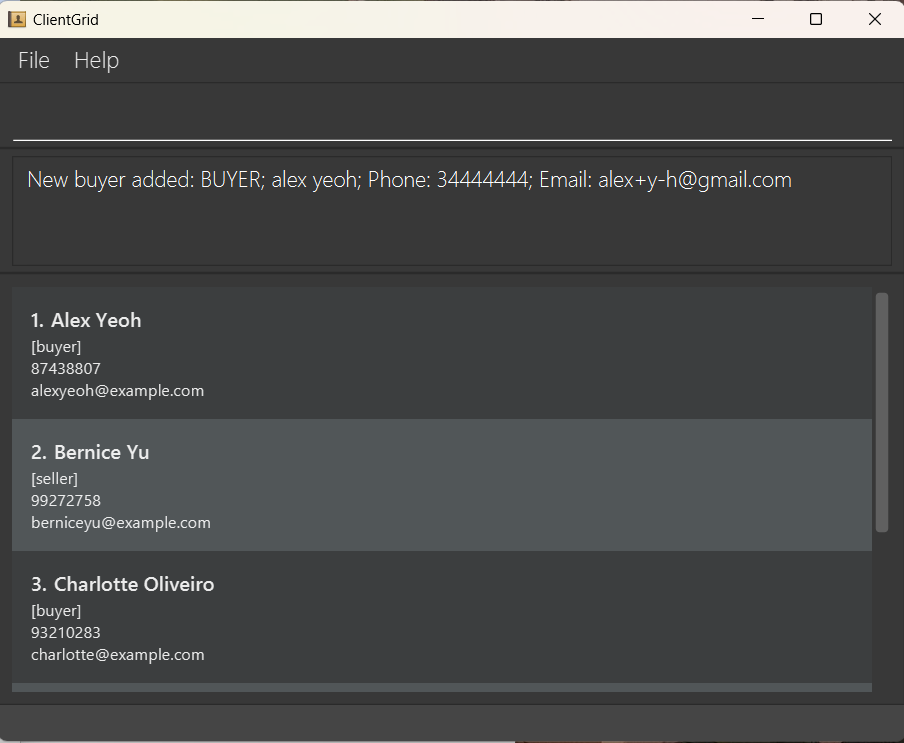 ClientGrid
File Help
New buyer added: BUYER; alex yeoh; Phone: 34444444; Email: alex+y-h@gmail.com
1. Alex Yeoh
[buyer]
87438807
alexyeoh@example.com
2. Bernice Yu
[seller]
99272758
berniceyu@example.com
3. Charlotte Oliveiro
[buyer]
93210283
charlotte@example.com